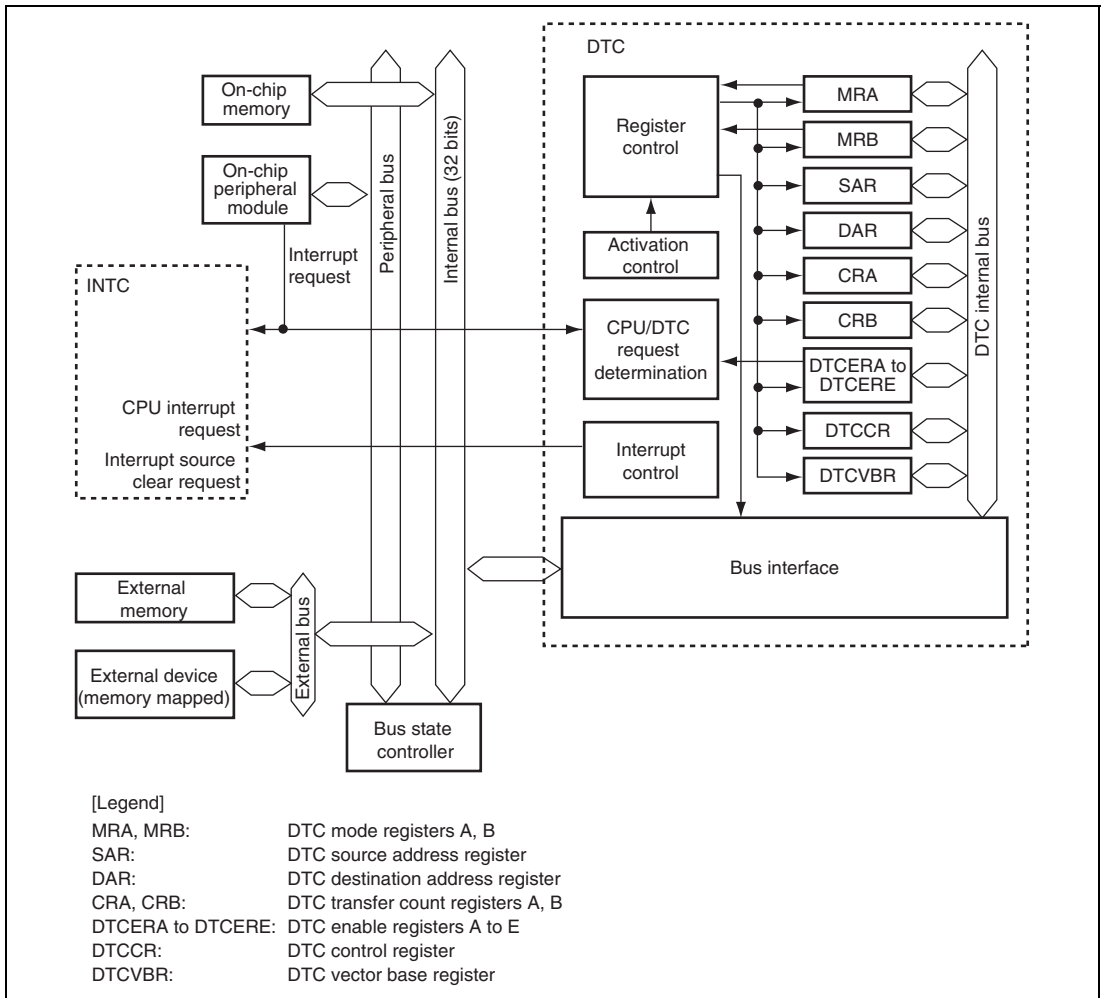 DTC
On-chip
memory
On-chip
peripheral
module
Interrupt
request
Peripheral bus
Internal bus (32 bits)
INTC
CPU interrupt
request
Interrupt source
clear request
Register
control
Activation
control
CPU/DTC
request
determination
Interrupt
control
MRA
MRB
SAR
DAR
CRA
CRB
DTCERA to
DTCERE
DTCCR
DTCVBR
DTC internal bus
Bus interface
External
memory
External device
(memory mapped)
External bus
Bus state
controller
[Legend]
MRA, MRB: DTC mode registers A, B
SAR: DTC source address register
DAR: DTC destination address register
CRA, CRB: DTC transfer count registers A, B
DTCERA to DTCERE: DTC enable registers A to E
DTCCR: DTC control register
DTCVBR: DTC vector base register